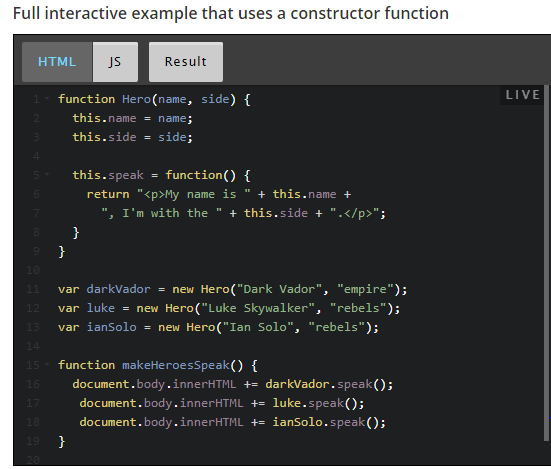 Full interactive example that uses a constructor function
HTML JS Result
LIVE
1 function Hero(name, side) {
2 this.name = name;
3 this.side = side;
4
5 this.speak = function() {
6 return "<p>My name is " + this.name +
7 ", I'm with the " + this.side + ".</p>";
8 }
9 }
10
11 var darkVador = new Hero("Dark Vador", "empire");
12 var luke = new Hero("Luke Skywalker", "rebels");
13 var ianSolo = new Hero("Ian Solo", "rebels");
14
15 function makeHeroesSpeak() {
16 document.body.innerHTML += darkVador.speak();
17 document.body.innerHTML += luke.speak();
18 document.body.innerHTML += ianSolo.speak();
19 }
20